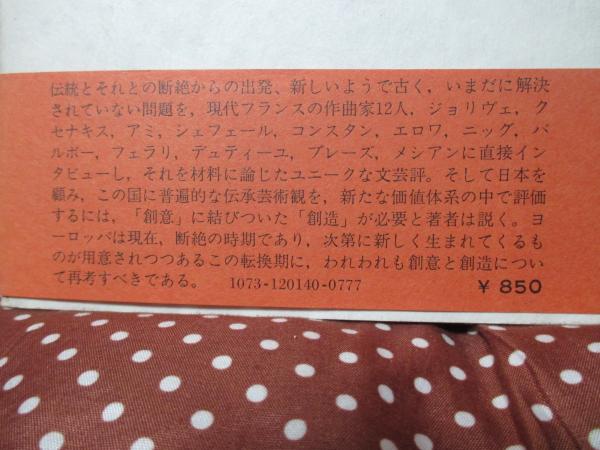 伝統とそれとの断絶からの出発、新しいようで古く，いまだに解決
されていない問題を，現代フランスの作曲家12人，ジョリヴェ，ク
セナキス，アミ，シェフェール，コンスタン，エロワ，ニッグ，バ
ルボー，フェラリ，デュティーユ，ブレーズ，メシアンに直接イン
タビューし，それを材料に論じたユニークな文芸評。そして日本を
顧み，この国に普遍的な伝承芸術観を，新たな価値体系の中で評価
するには，「創意」に結びついた「創造」が必要と著者は説く。ヨ
ーロッパは現在，断絶の時期であり，次第に新しく生まれてくるも
のが用意されつつあるこの転換期に，われわれも創意と創造につい
て再考すべきである。 1073-120140-0777 ¥ 850